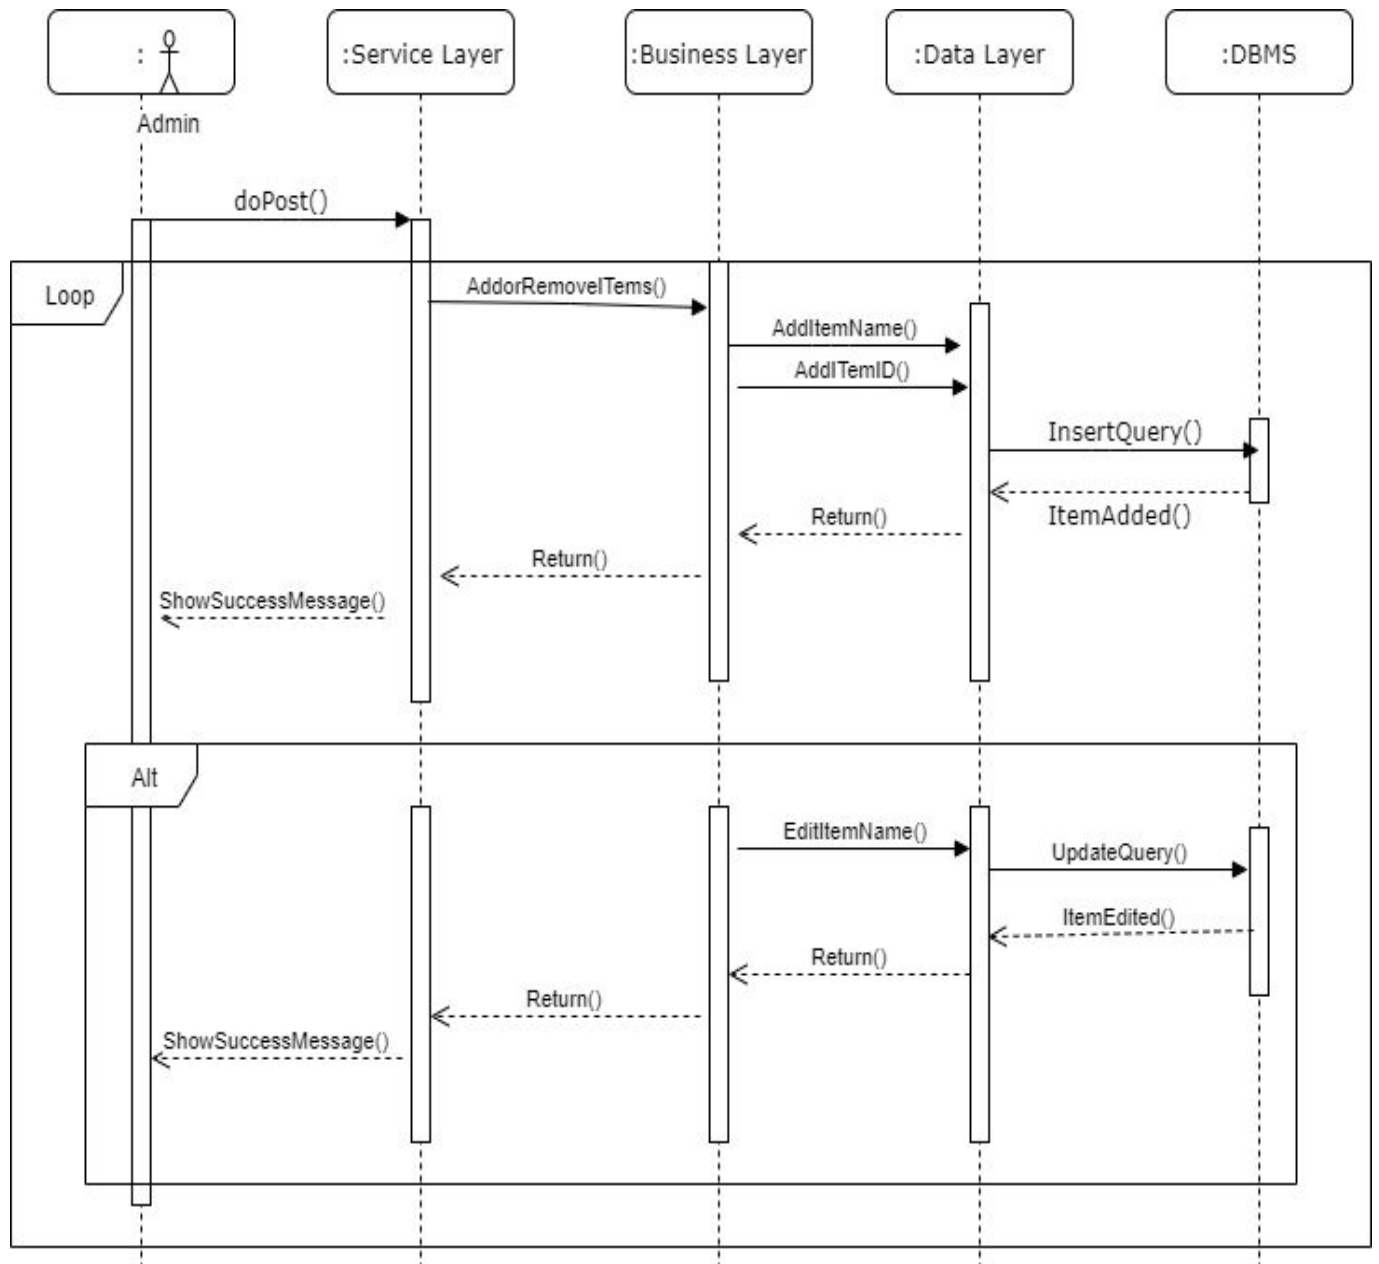 :
Admin
:Service Layer
:Business Layer
:Data Layer
:DBMS
doPost()
Loop
AddorRemoveITems()
AddItemName()
AddITemID()
InsertQuery()
ItemAdded()
Return()
Return()
ShowSuccessMessage()
Alt
EditItemName()
UpdateQuery()
ItemEdited()
Return()
Return()
ShowSuccessMessage()